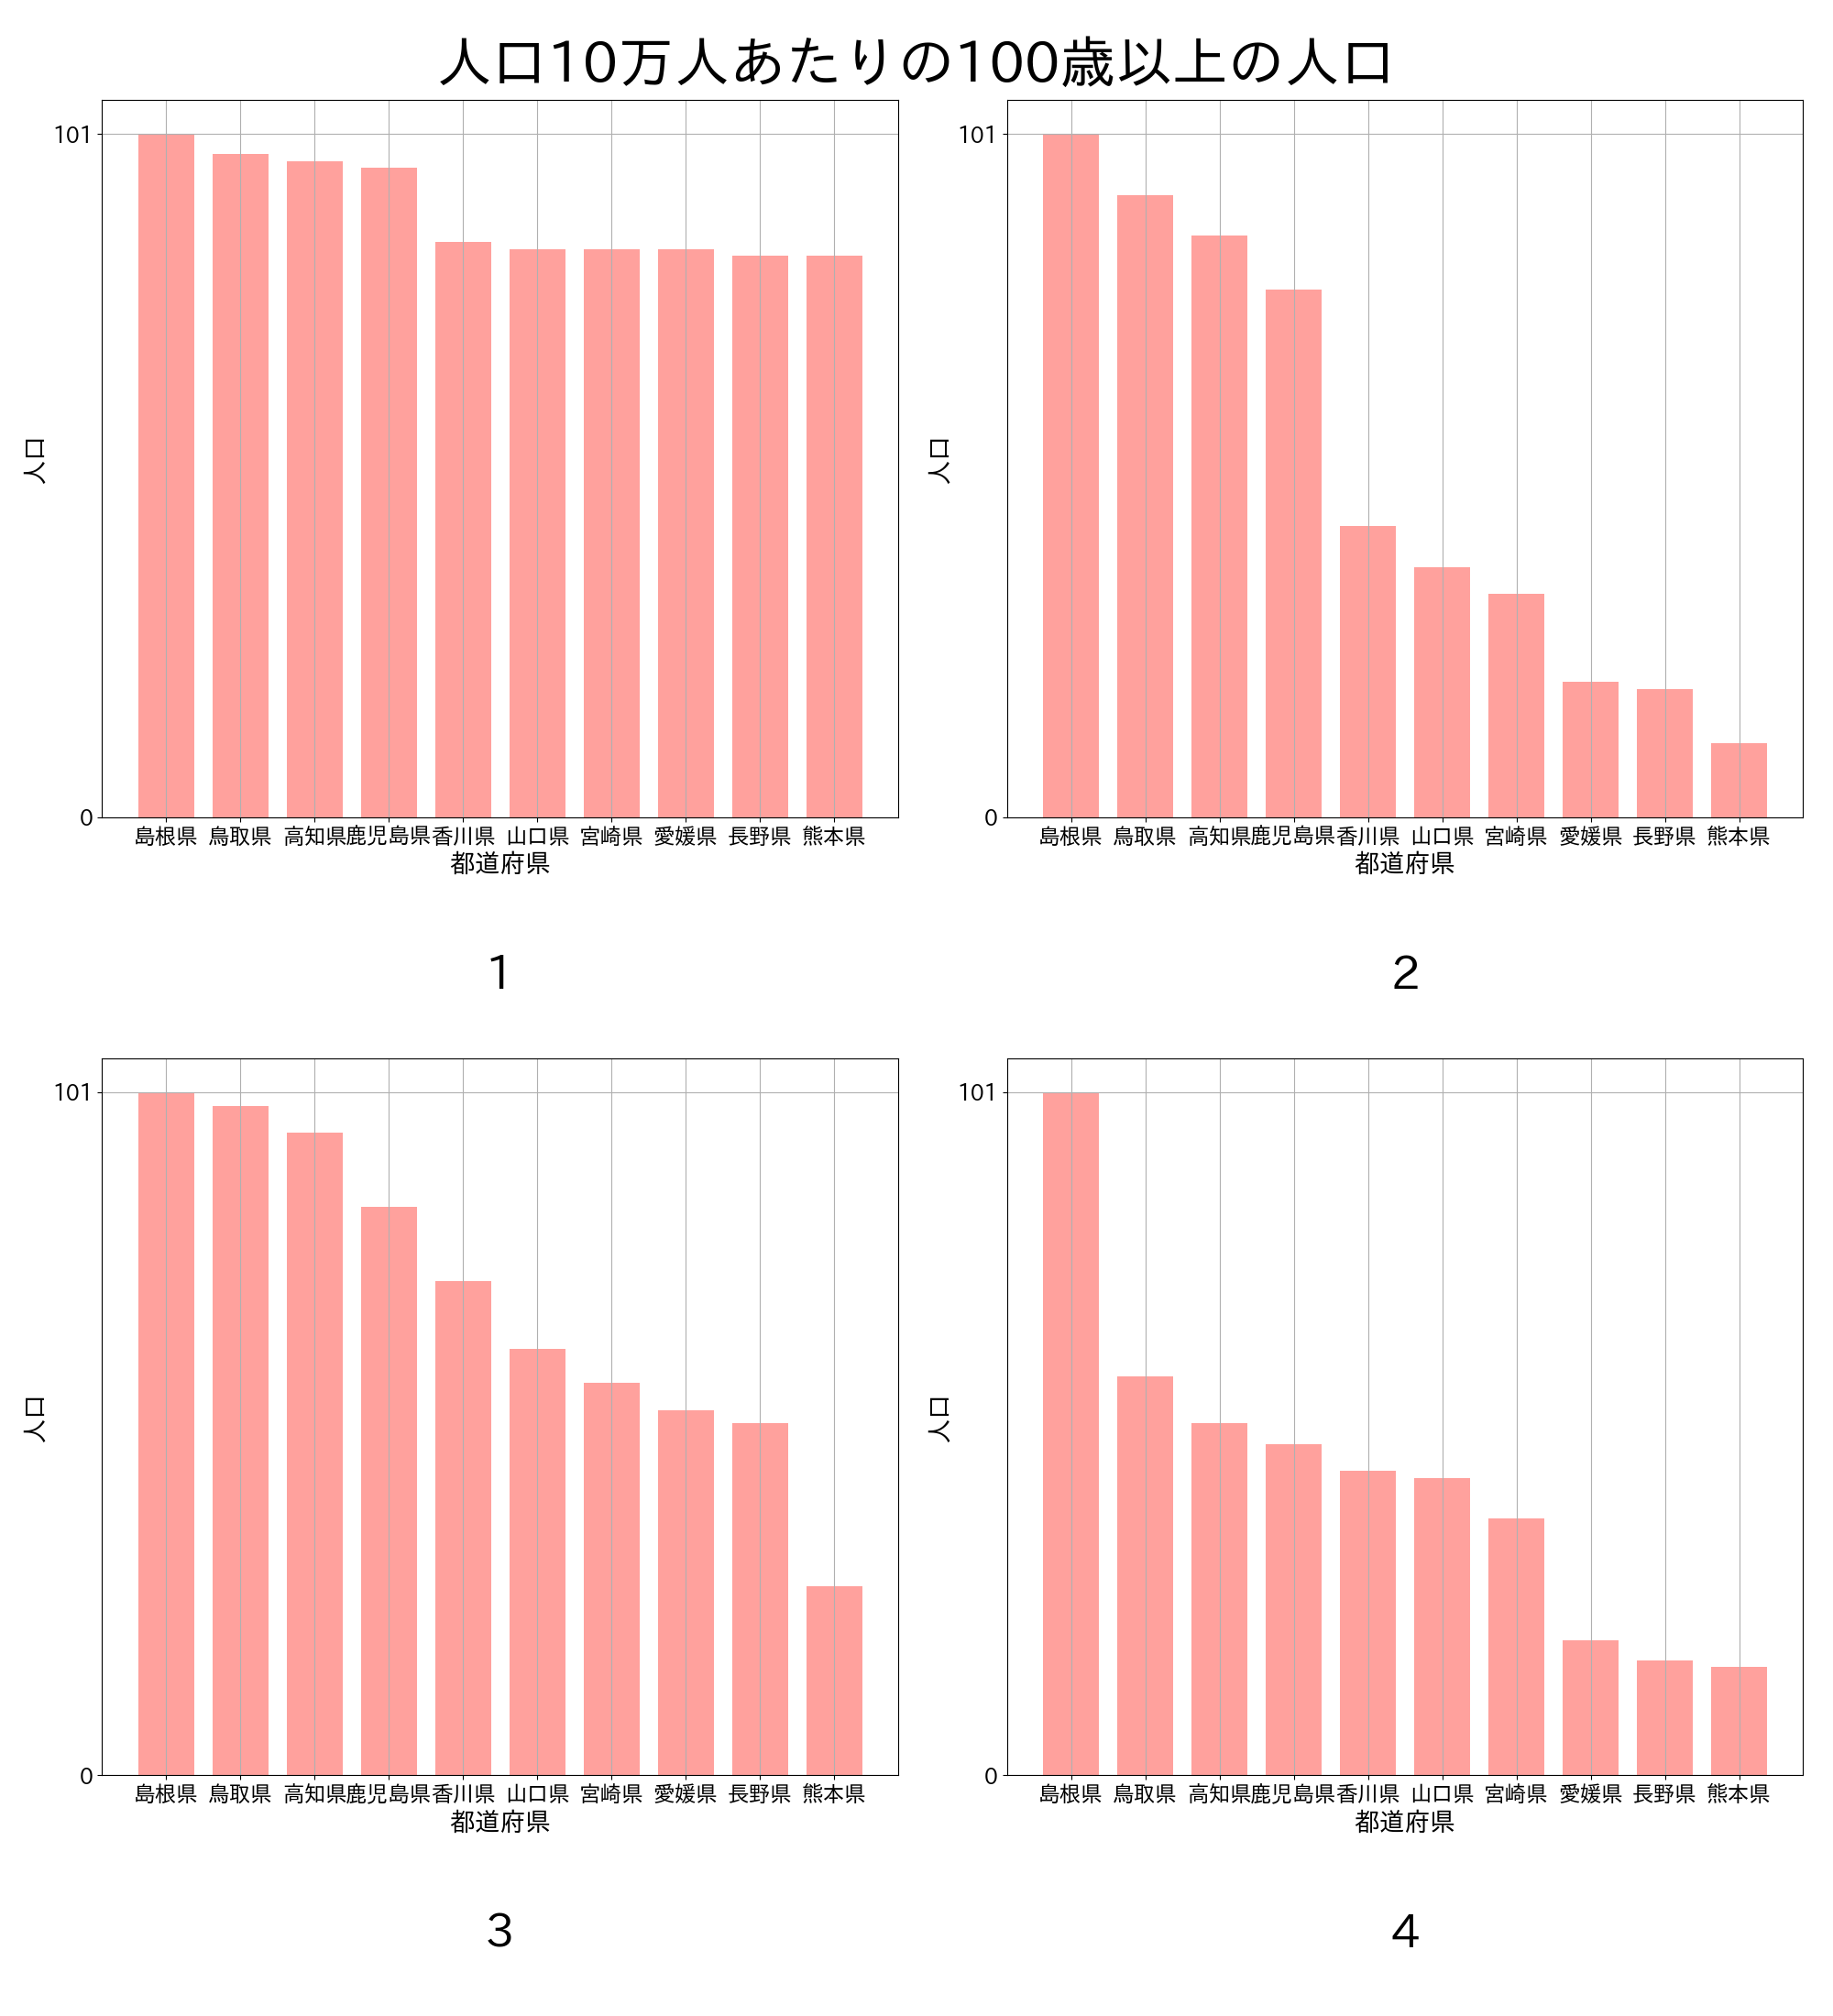 人口10万人あたりの100歳以上の人口
101
0
人口
島根県 鳥取県 高知県 鹿児島県 香川県 山口県 宮崎県 愛媛県 長野県 熊本県
都道府県
1
101
0
人口
島根県 鳥取県 高知県 鹿児島県 香川県 山口県 宮崎県 愛媛県 長野県 熊本県
都道府県
2
101
0
人口
島根県 鳥取県 高知県 鹿児島県 香川県 山口県 宮崎県 愛媛県 長野県 熊本県
都道府県
3
101
0
人口
島根県 鳥取県 高知県 鹿児島県 香川県 山口県 宮崎県 愛媛県 長野県 熊本県
都道府県
4